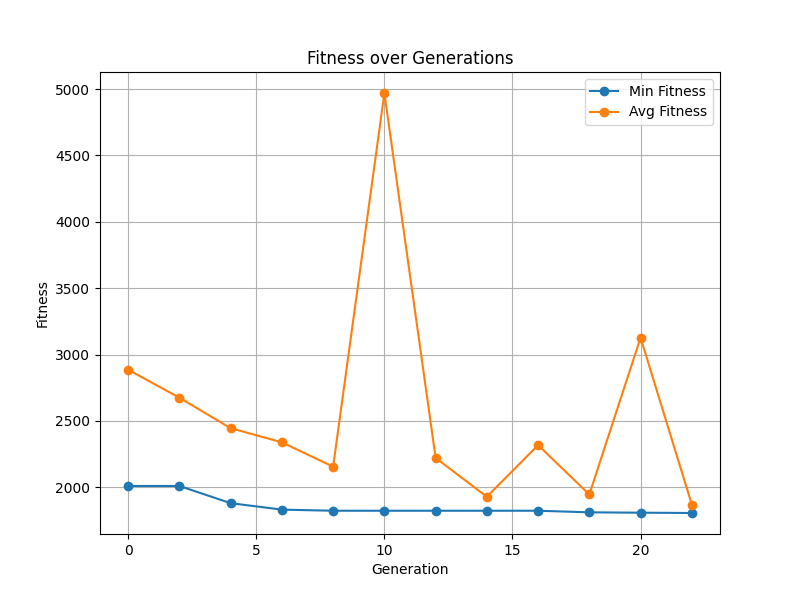 Fitness over Generations
Min Fitness
Avg Fitness
5000
4500
4000
3500
3000
2500
2000
Fitness
0 5 10 15 20
Generation